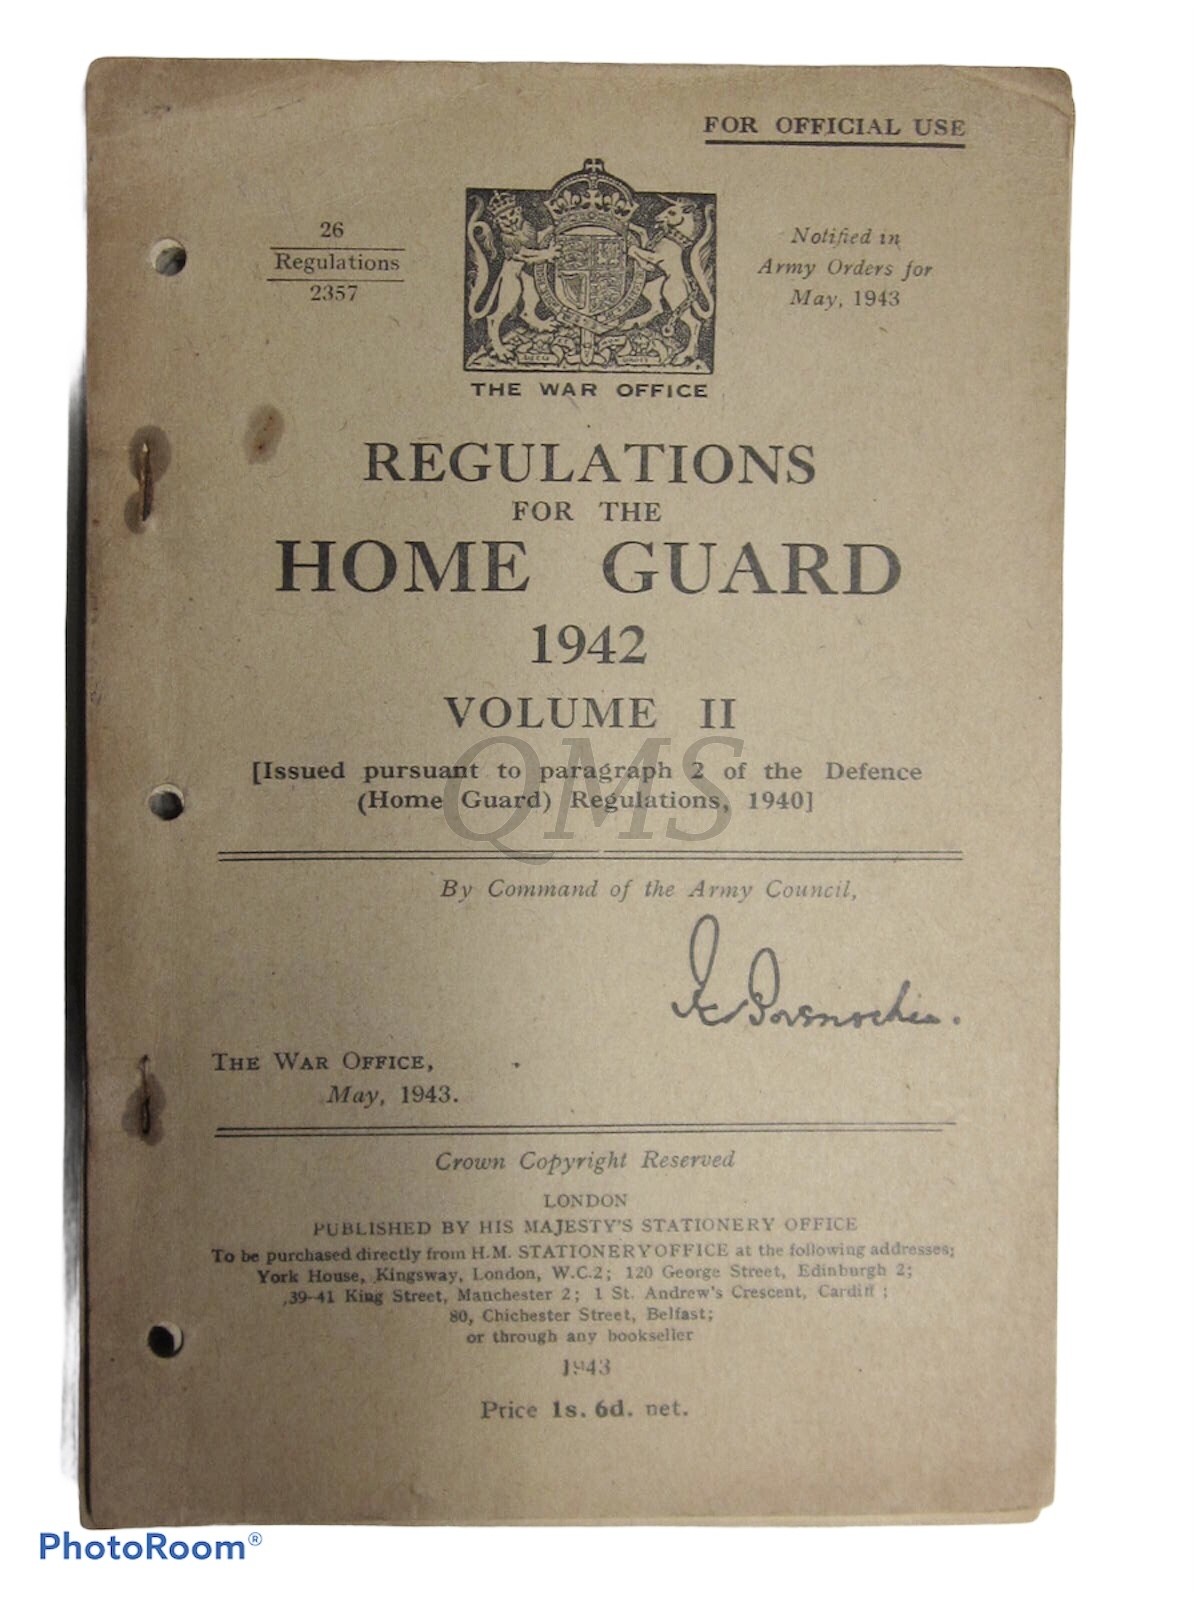 FOR OFFICIAL USE
26
Regulations
2357
Notified in
Army Orders for
May, 1943
THE WAR OFFICE
REGULATIONS
FOR THE
HOME GUARD
1942
VOLUME II
[Issued pursuant to paragraph 2 of the Defence
(Home Guard) Regulations, 1940]
QMS
By Command of the Army Council,
THE WAR OFFICE,
May, 1943.
Crown Copyright Reserved
LONDON
PUBLISHED BY HIS MAJESTY'S STATIONERY OFFICE
To be purchased directly from H.M. STATIONERY OFFICE at the following addresses;
York House, Kingsway, London, W.C.2; 120 George Street, Edinburgh 2;
39-41 King Street, Manchester 2; 1 St. Andrew's Crescent, Cardiff;
80, Chichester Street, Belfast;
or through any bookseller
1943
Price 1s. 6d. net.
PhotoRoom®